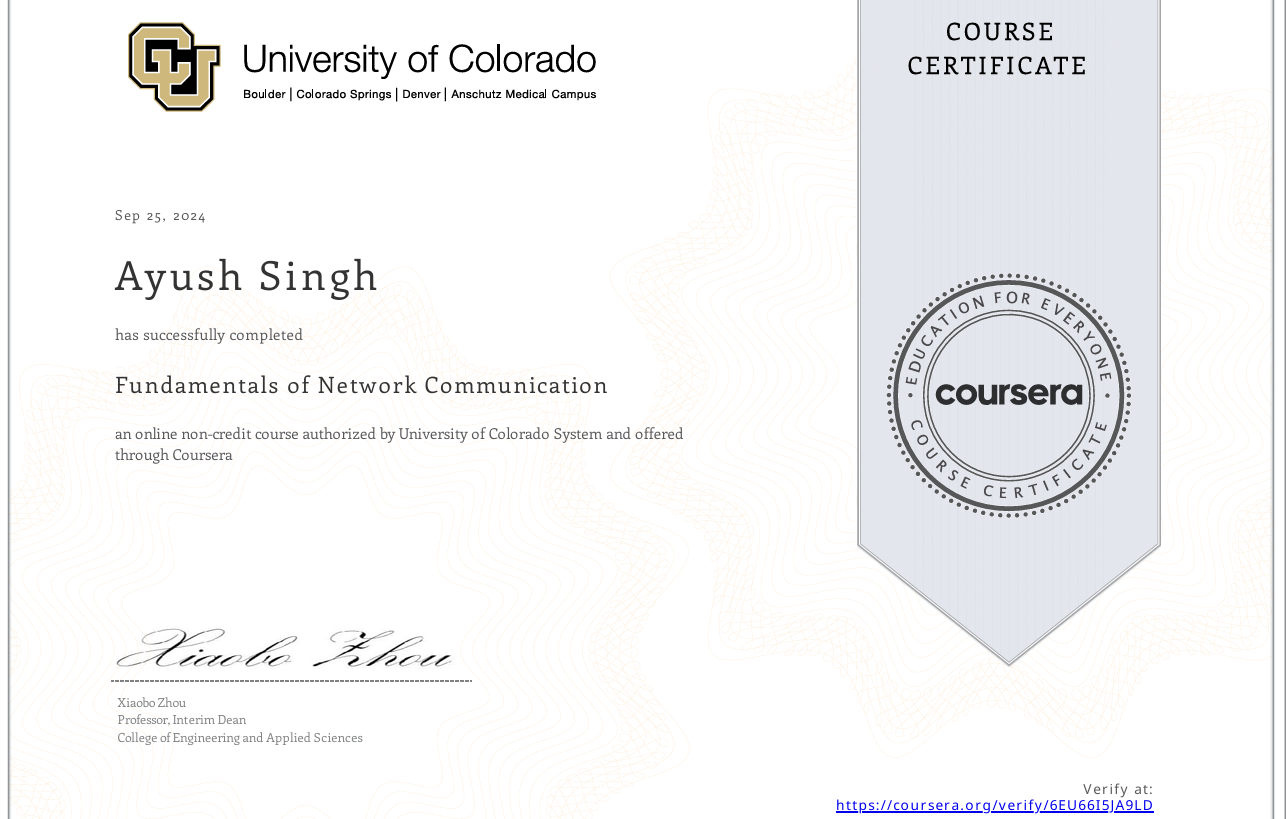 University of Colorado
Boulder | Colorado Springs | Denver | Anschutz Medical Campus
COURSE
CERTIFICATE
Sep 25, 2024
Ayush Singh
has successfully completed
Fundamentals of Network Communication
an online non-credit course authorized by University of Colorado System and offered
through Coursera
EDUCATION FOR EVERYONE
coursera
COURSE CERTIFICATE
Xiaobo Zhou
Xiaobo Zhou
Professor, Interim Dean
College of Engineering and Applied Sciences
Verify at:
https://coursera.org/verify/6EU66I5JA9LD